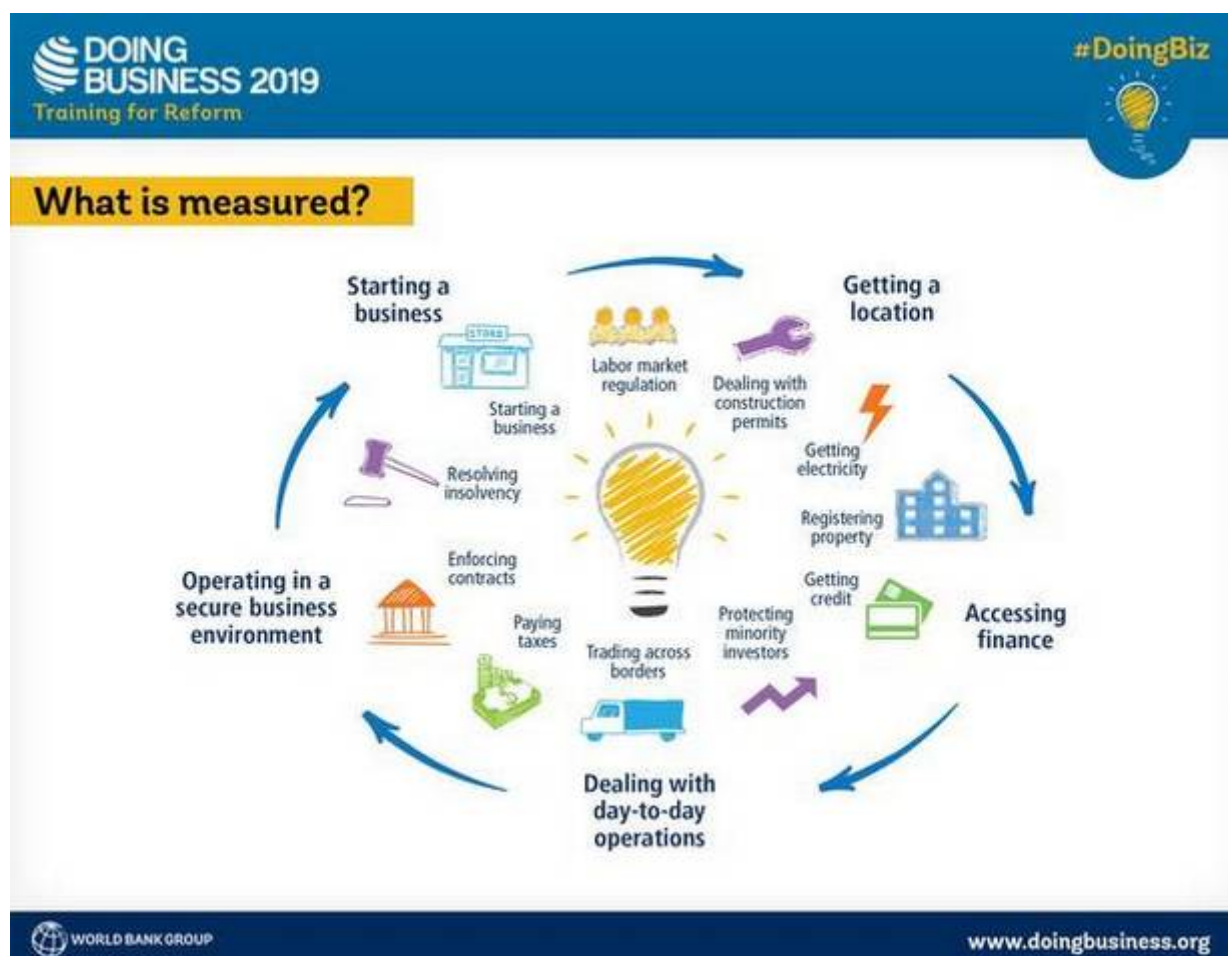 DOING
BUSINESS 2019
Training for Reform
#DoingBiz
What is measured?
Starting a
business
Getting a
location
STORE
Labor market
regulation
Dealing with
construction
permits
Starting a
business
Getting
electricity
Resolving
insolvency
Registering
property
Enforcing
contracts
Getting
credit
Operating in a
secure business
environment
Accessing
finance
Paying
taxes
Protecting
minority
investors
Trading across
borders
Dealing with
day-to-day
operations
WORLD BANK GROUP
www.doingbusiness.org